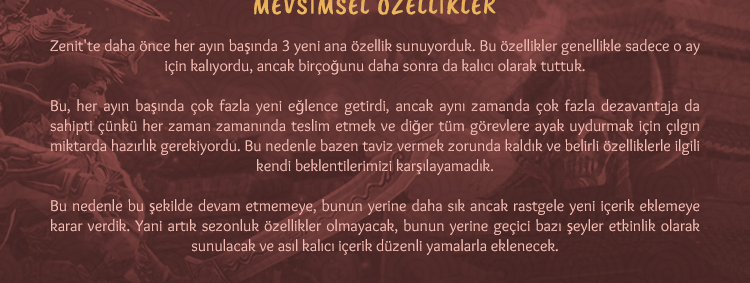 MEVSİMSEL ÖZELLİKLER
Zenit'te daha önce her ayın başında 3 yeni ana özellik sunuyorduk. Bu özellikler genellikle sadece o ay
için kalıyordu, ancak birçoğunu daha sonra da kalıcı olarak tuttuk.
Bu, her ayın başında çok fazla yeni eğlence getirdi, ancak aynı zamanda çok fazla dezavantaja da
sahipti çünkü her zaman zamanında teslim etmek ve diğer tüm görevlere ayak uydurmak için çılgın
miktarda hazırlık gerekiyordu. Bu nedenle bazen taviz vermek zorunda kaldık ve belirli özelliklerle ilgili
kendi beklentilerimizi karşılayamadık.
Bu nedenle bu şekilde devam etmemeye, bunun yerine daha sık ancak rastgele yeni içerik eklemeye
karar verdik. Yani artık sezonluk özellikler olmayacak, bunun yerine geçici bazı şeyler etkinlik olarak
sunulacak ve asıl kalıcı içerik düzenli yamalarla eklenecek.